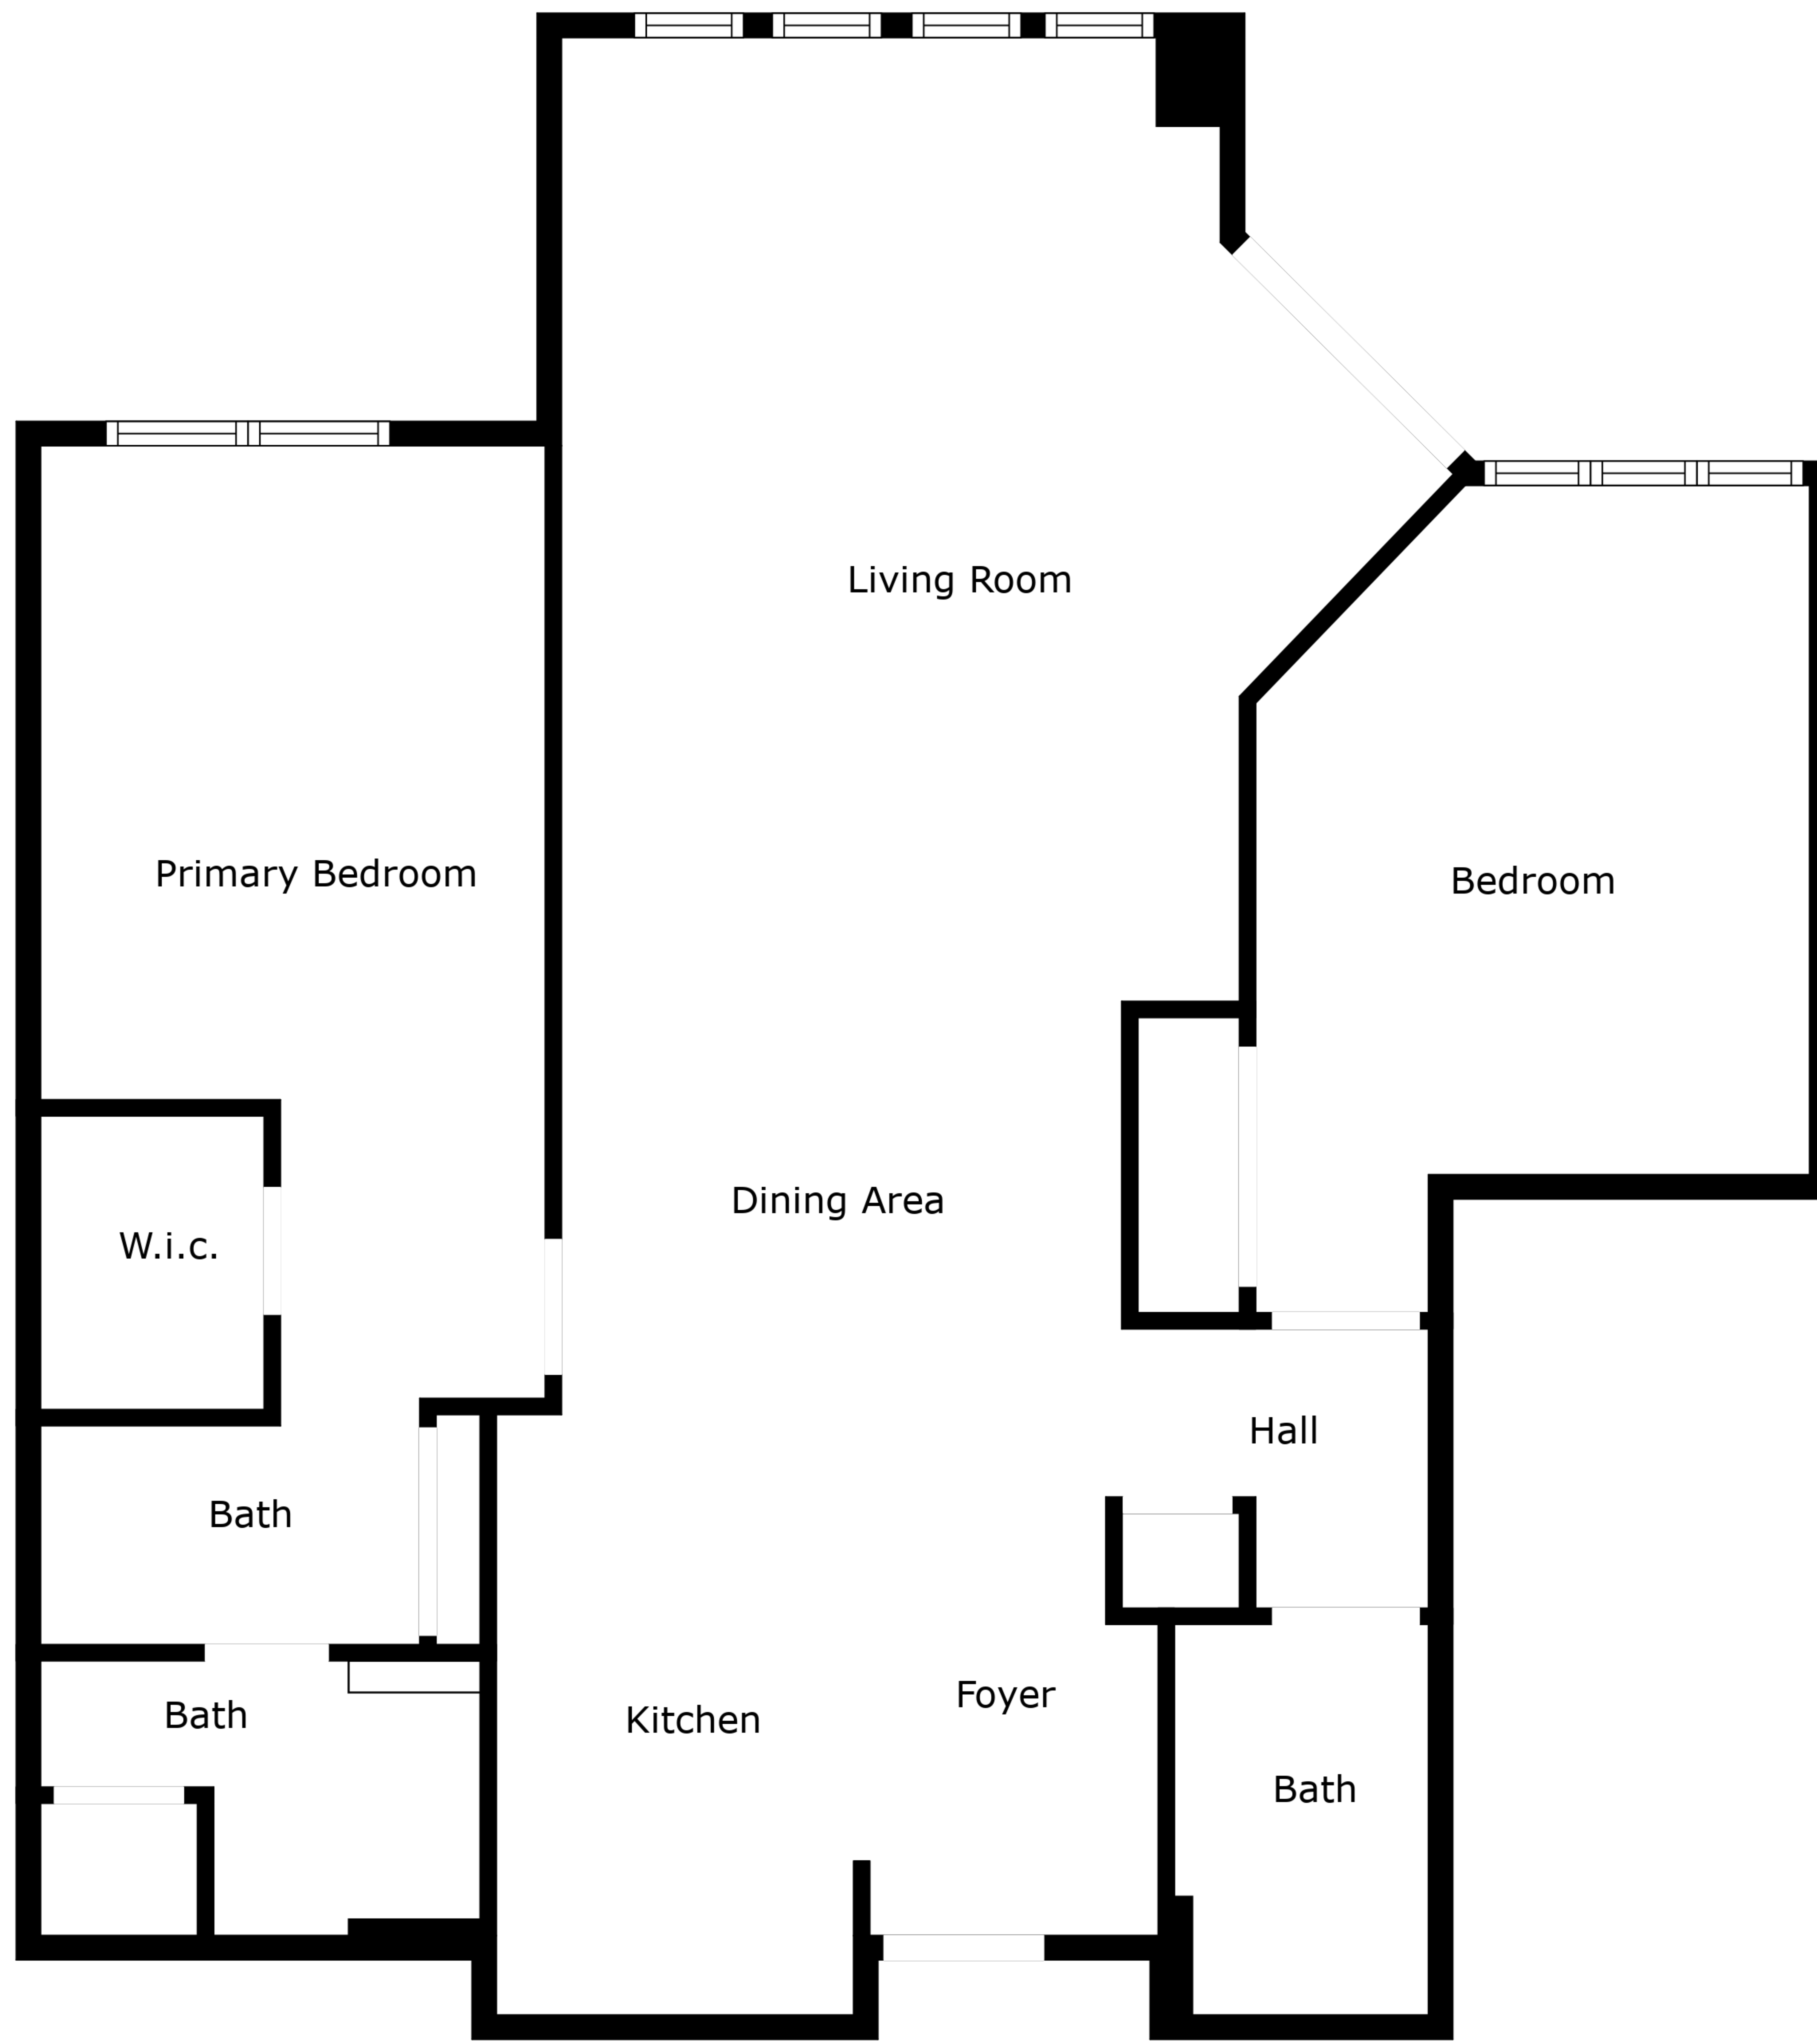 Living Room
Primary Bedroom
Bedroom
Dining Area
W.i.c.
Hall
Bath
Foyer
Bath
Kitchen
Bath